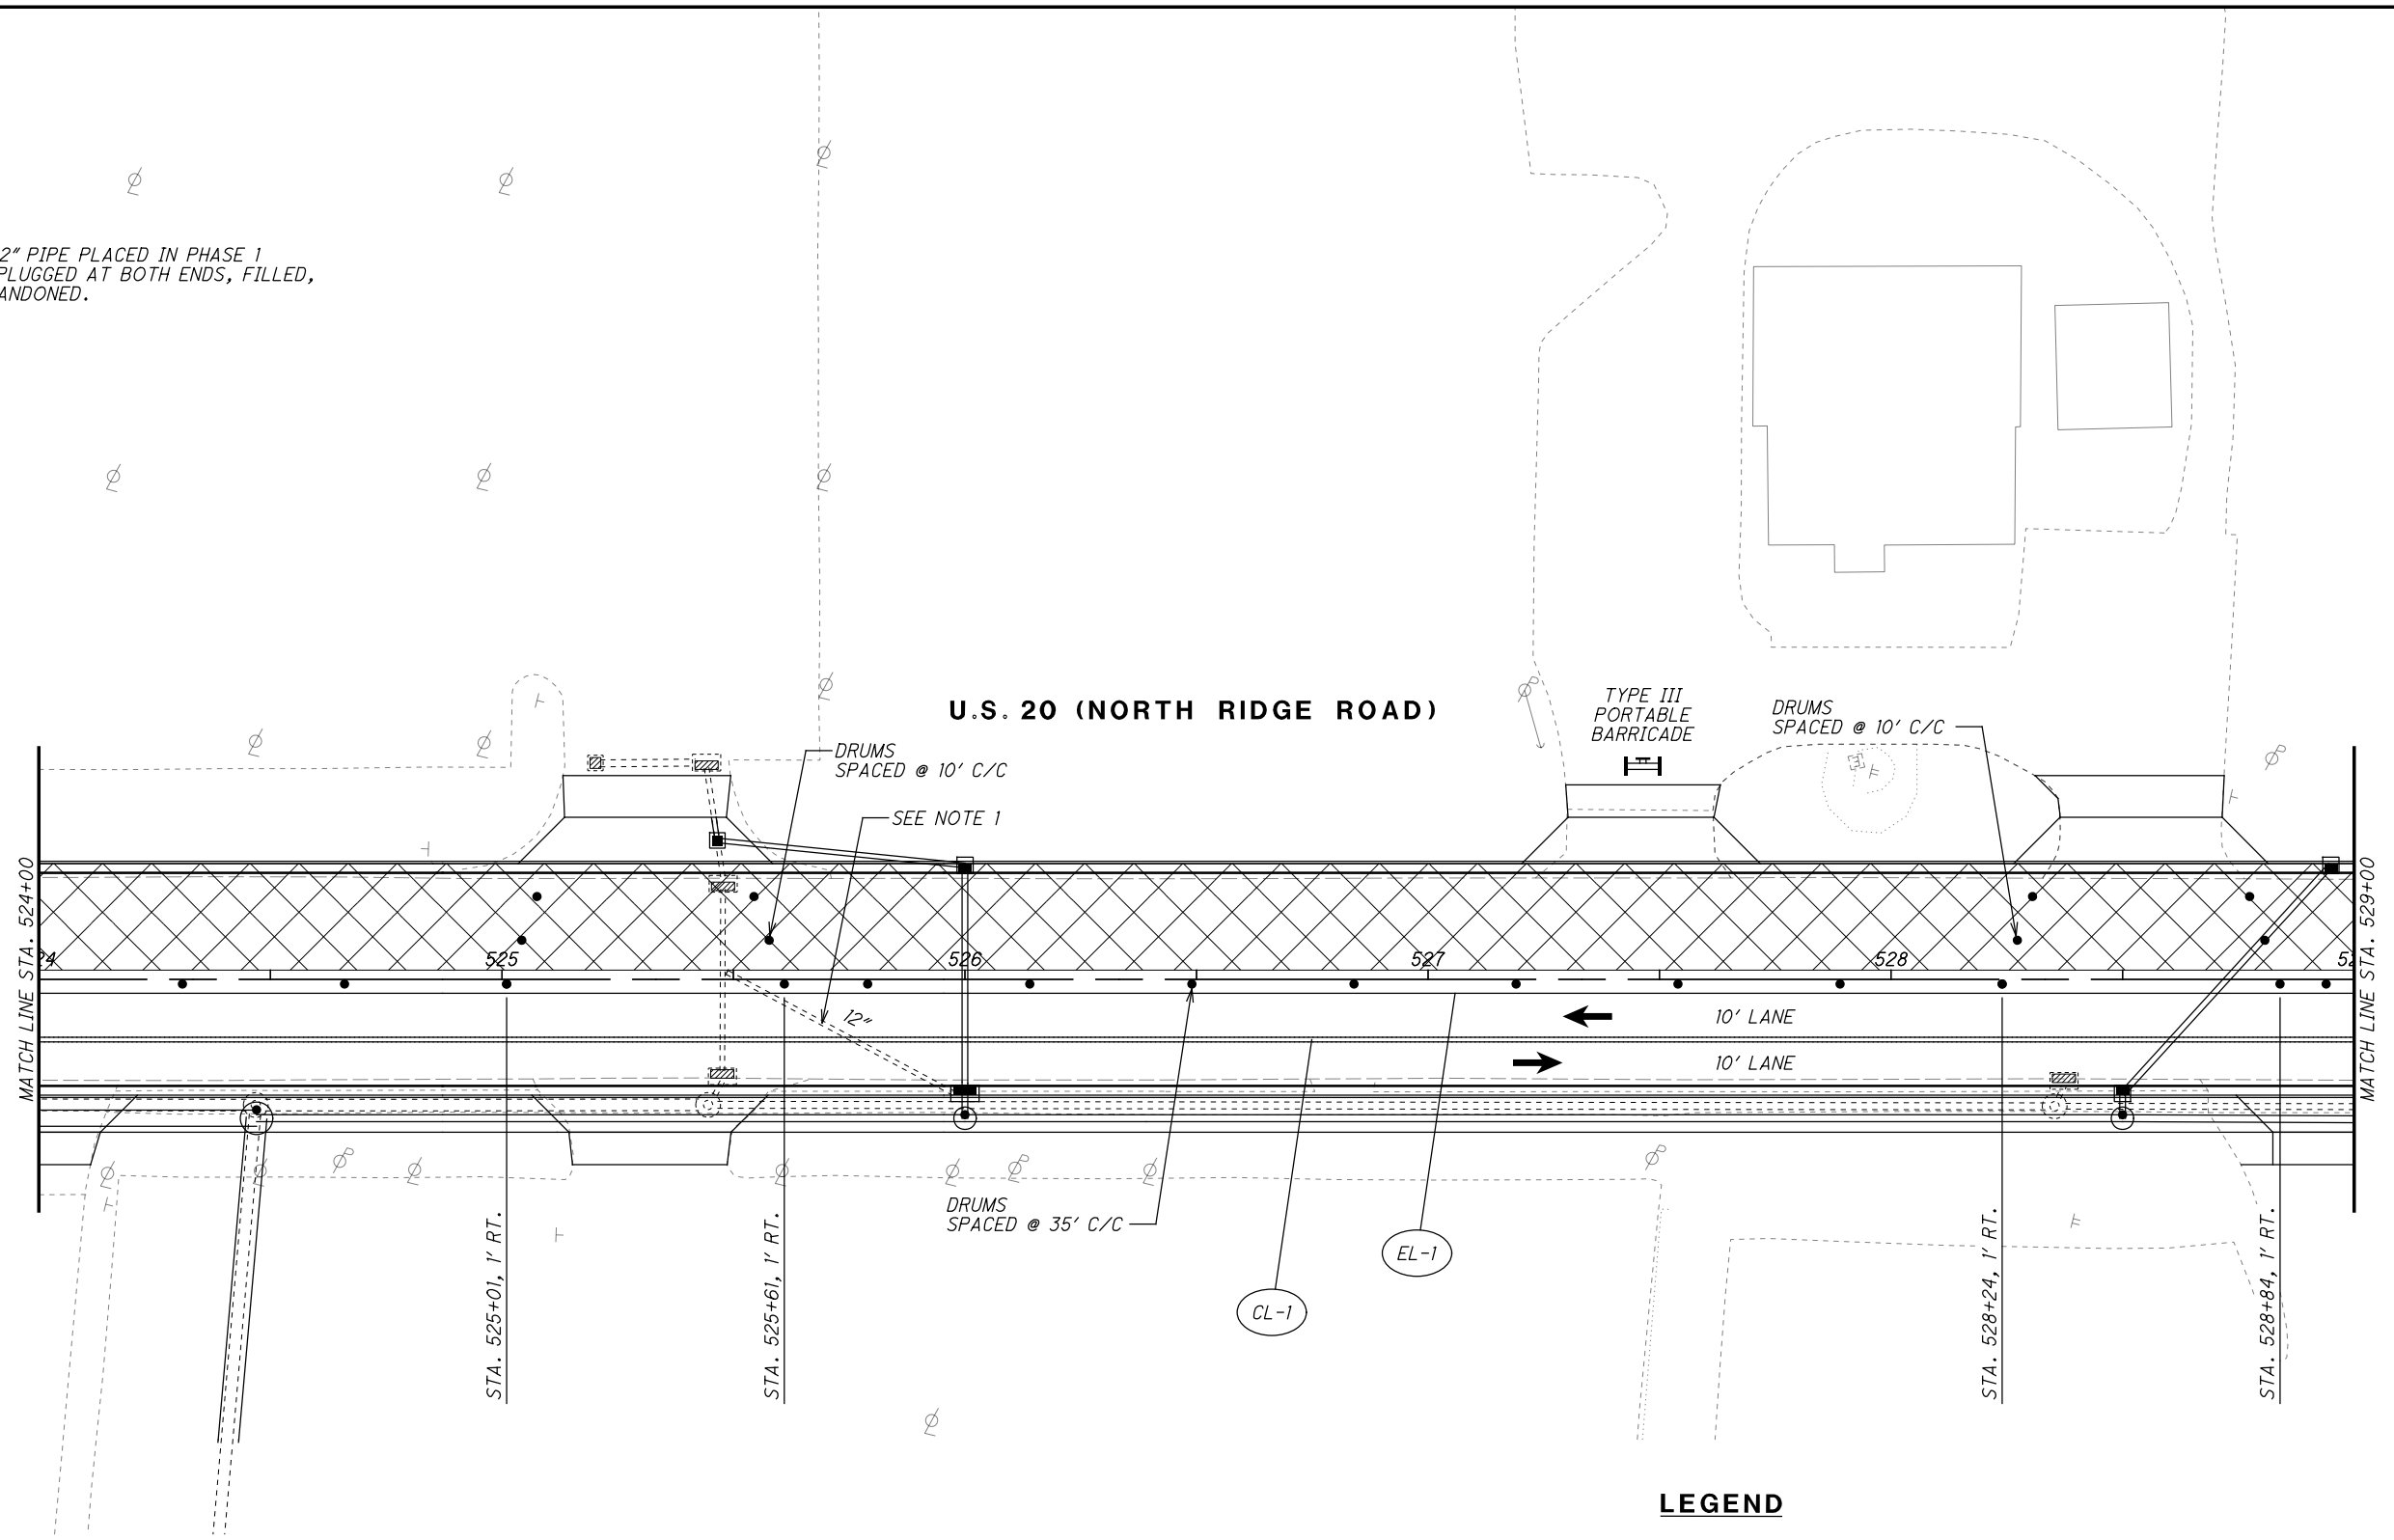 2" PIPE PLACED IN PHASE 1
PLUGGED AT BOTH ENDS, FILLED,
ANDONED.
U.S. 20 (NORTH RIDGE ROAD)
TYPE III
PORTABLE
BARRICADE
DRUMS
SPACED @ 10' C/C
DRUMS
SPACED @ 10' C/C
SEE NOTE 1
MATCH LINE STA. 524+00
24
525
526
527
528
52
MATCH LINE STA. 529+00
12"
10' LANE
10' LANE
DRUMS
SPACED @ 35' C/C
EL-1
CL-1
STA. 525+01, 1' RT.
STA. 525+61, 1' RT.
STA. 528+24, 1' RT.
STA. 528+84, 1' RT.
LEGEND